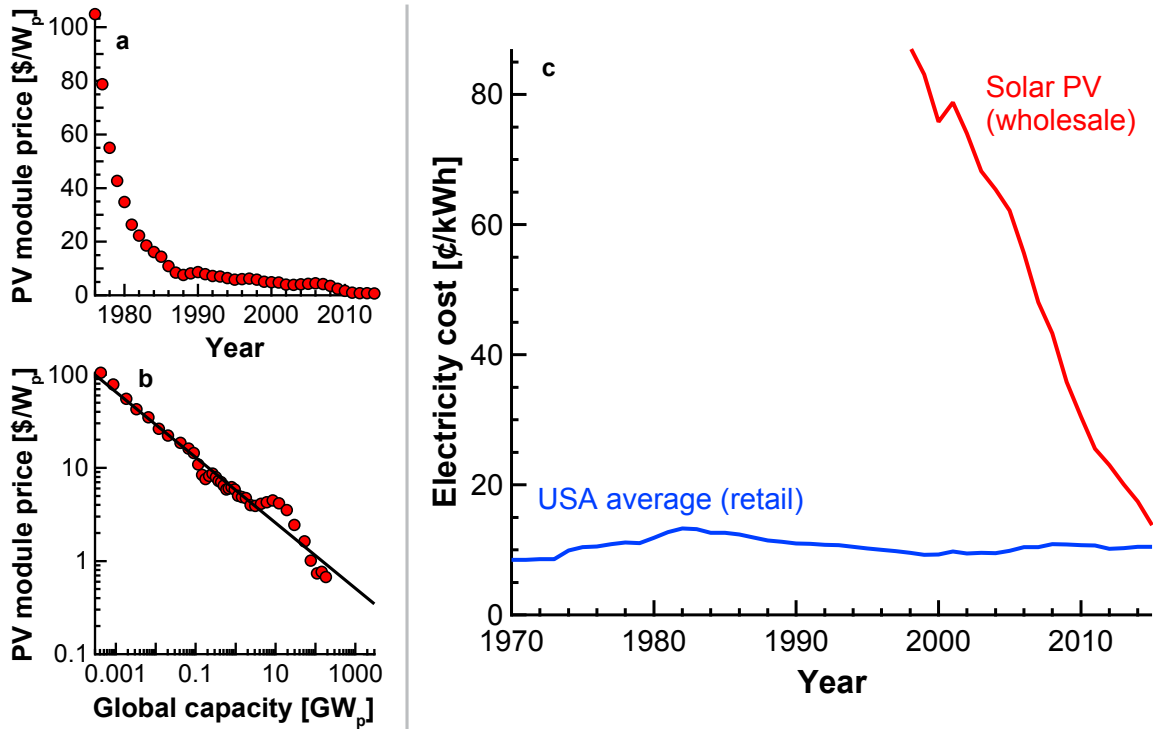 PV module price [$/Wp]
100
80
60
40
20
0
a
1980
1990
2000
2010
Year
PV module price [$/Wp]
100
10
1
0.1
b
0.001
0.1
10
1000
Global capacity [GWp]
Electricity cost [¢/kWh]
80
60
40
20
0
c
Solar PV
(wholesale)
USA average (retail)
1970
1980
1990
2000
2010
Year